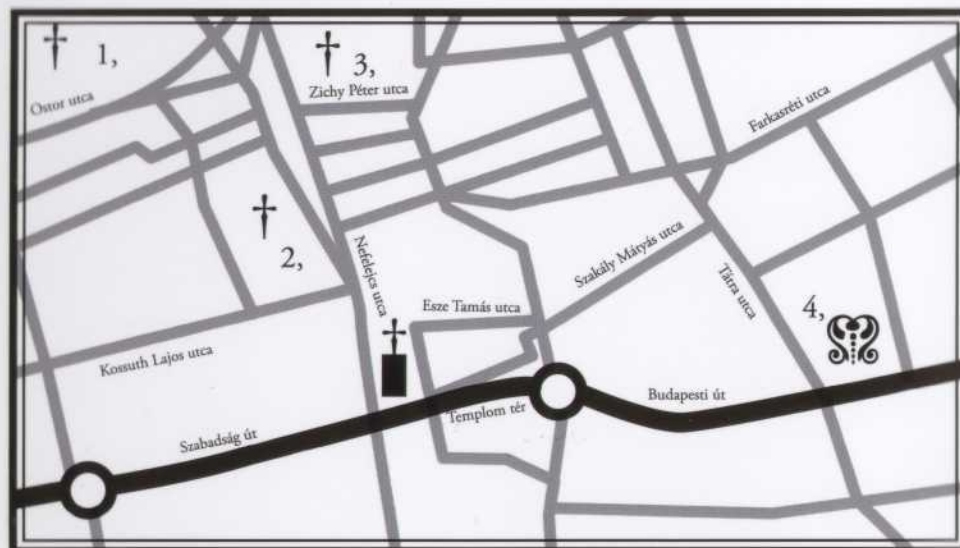 1,
3,
Zichy Péter utca
Ostor utca
Farkasréti utca
2,
Nefelejcs utca
Szakály Mátyás utca
Tátra utca
Esze Tamás utca
4,
Kossuth Lajos utca
Budapesti út
Templom tér
Szabadság út